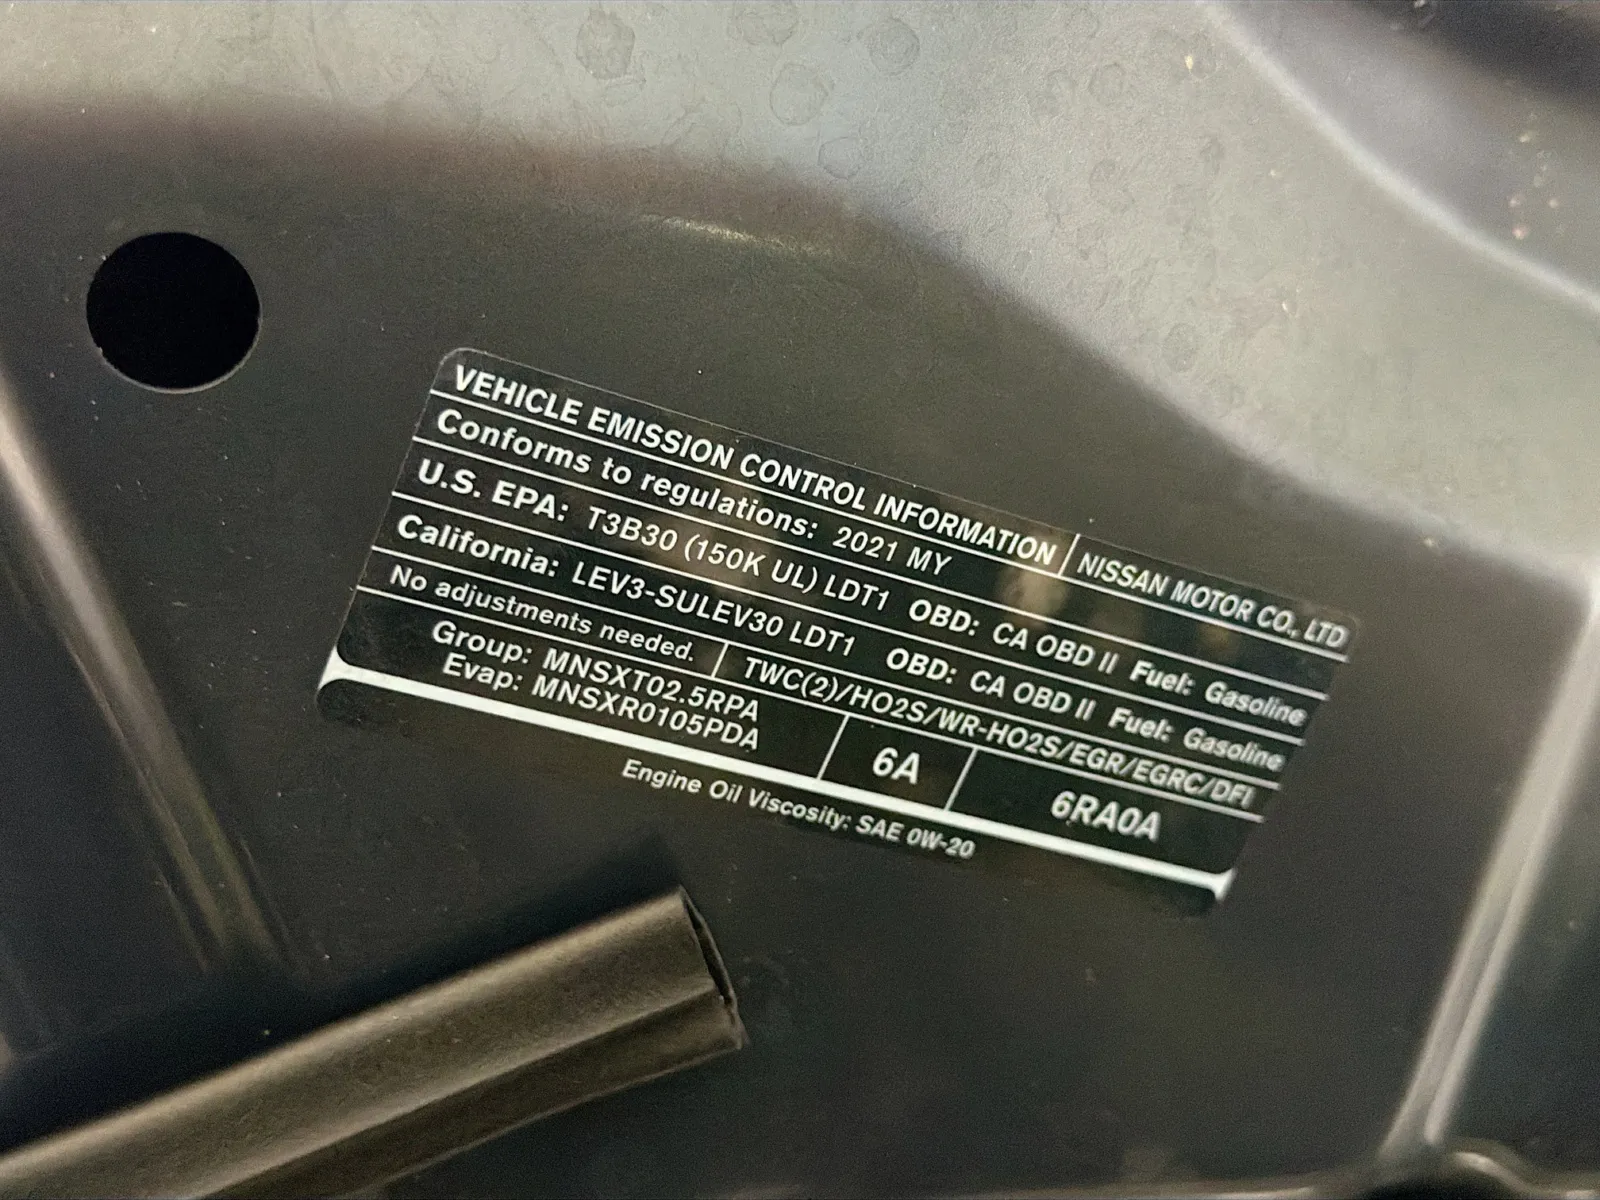 VEHICLE EMISSION CONTROL INFORMATION NISSAN MOTOR CO., LTD
Conforms to regulations: 2021 MY
U.S. EPA: T3B30 (150K UL) LDT1 OBD: CA OBD II Fuel: Gasoline
California: LEV3-SULEV30 LDT1 OBD: CA OBD II Fuel: Gasoline
No adjustments needed. TWC(2)/HO2S/WR-HO2S/EGR/EGRC/DFI
Group: MNSXT02.5RPA
Evap: MNSXR0105PDA
6A
6RA0A
Engine Oil Viscosity: SAE 0W-20